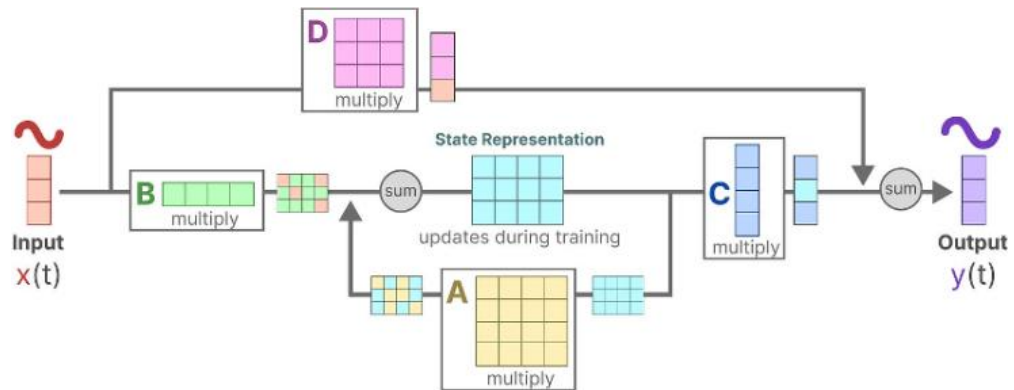 D
multiply
State Representation
B
multiply
sum
updates during training
C
multiply
sum
Input
x(t)
Output
y(t)
A
multiply